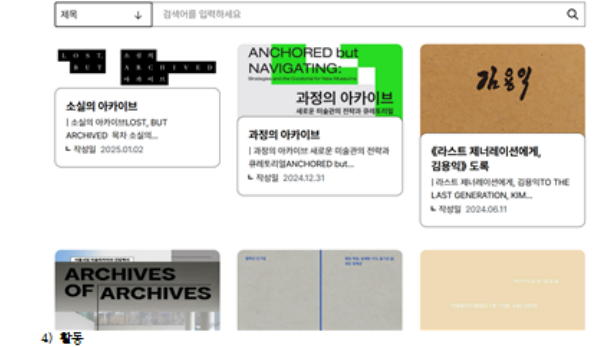 제목 ↓ 검색어를 입력하세요
LOST,
BUT
ARCHIVED
소실의
아카이브
소실의 아카이브
| 소실의 아카이브LOST, BUT
ARCHIVED 목차 소실의...
작성일 2025.01.02
ANCHORED but
NAVIGATING:
Strategies and the Curatorial for New Museums
과정의 아카이브
새로운 미술관의 전략과 큐레토리얼
과정의 아카이브
| 과정의 아카이브 새로운 미술관의 전략과
큐레토리얼ANCHORED but...
작성일 2024.12.31
김용익
《라스트 제너레이션에게,
김용익》 도록
| 라스트 제너레이션에게, 김용익TO THE
LAST GENERATION, KIM...
작성일 2024.06.11
ARCHIVES
OF ARCHIVES
4) 활동